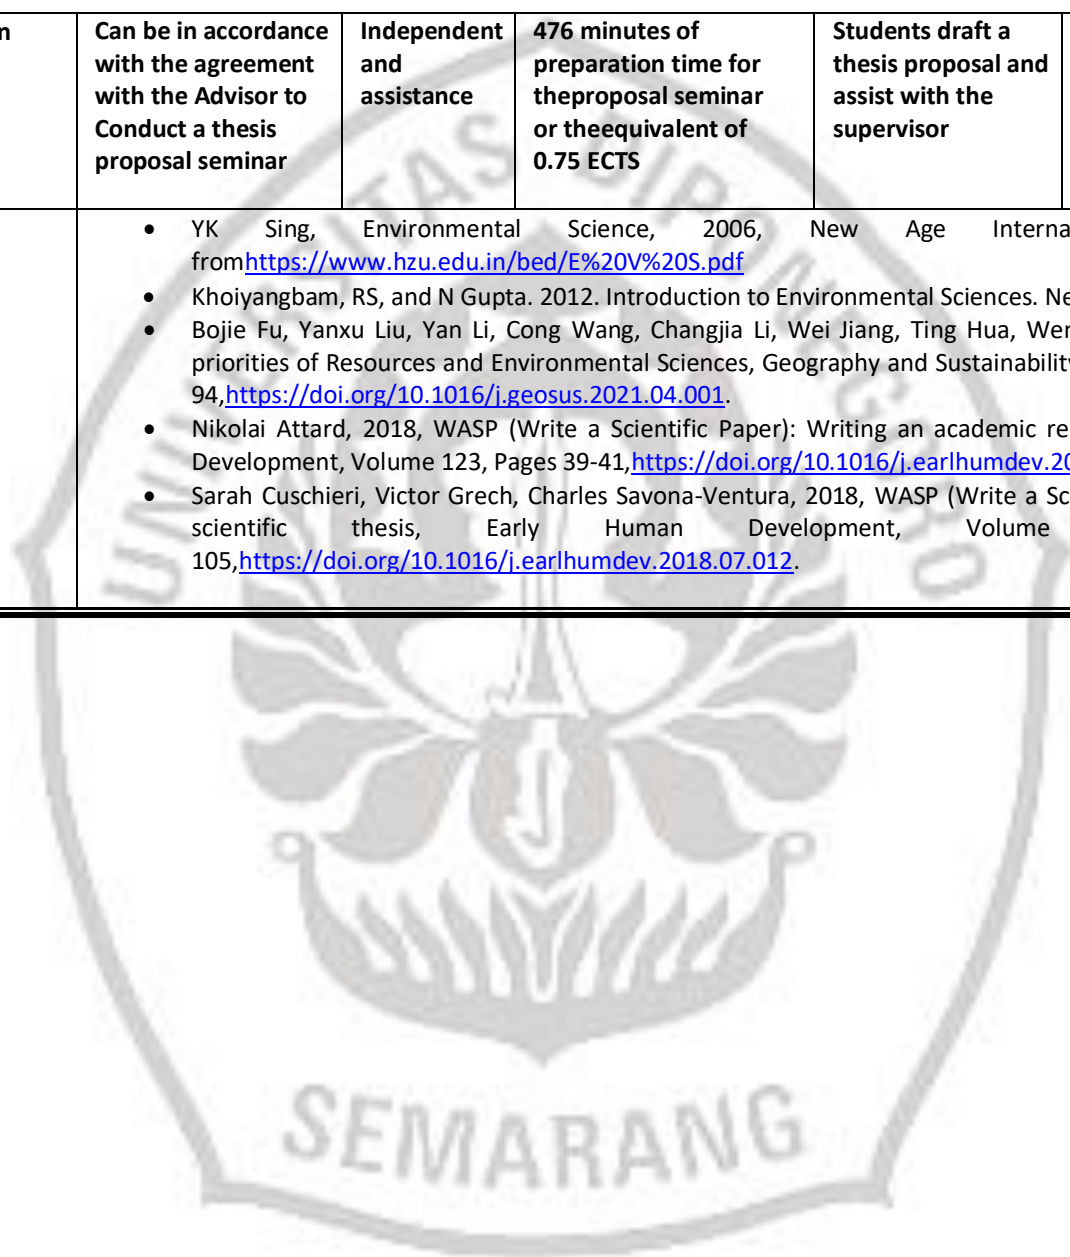 n
Can be in accordance
with the agreement
with the Advisor to
Conduct a thesis
proposal seminar
Independent
and
assistance
476 minutes of
preparation time for
theproposal seminar
or theequivalent of
0.75 ECTS
Students draft a
thesis proposal and
assist with the
supervisor
• YK Sing, Environmental Science, 2006, New Age Interna
fromhttps://www.hzu.edu.in/bed/E%20V%20S.pdf
• Khoiyangbam, RS, and N Gupta. 2012. Introduction to Environmental Sciences. Ne
• Bojie Fu, Yanxu Liu, Yan Li, Cong Wang, Changjia Li, Wei Jiang, Ting Hua, Wer
priorities of Resources and Environmental Sciences, Geography and Sustainability
94,https://doi.org/10.1016/j.geosus.2021.04.001.
• Nikolai Attard, 2018, WASP (Write a Scientific Paper): Writing an academic re
Development, Volume 123, Pages 39-41,https://doi.org/10.1016/j.earlhumdev.20
• Sarah Cuschieri, Victor Grech, Charles Savona-Ventura, 2018, WASP (Write a Sc
scientific thesis, Early Human Development, Volume
105,https://doi.org/10.1016/j.earlhumdev.2018.07.012.
UNIVERSITAS DIPONEGORO
SEMARANG